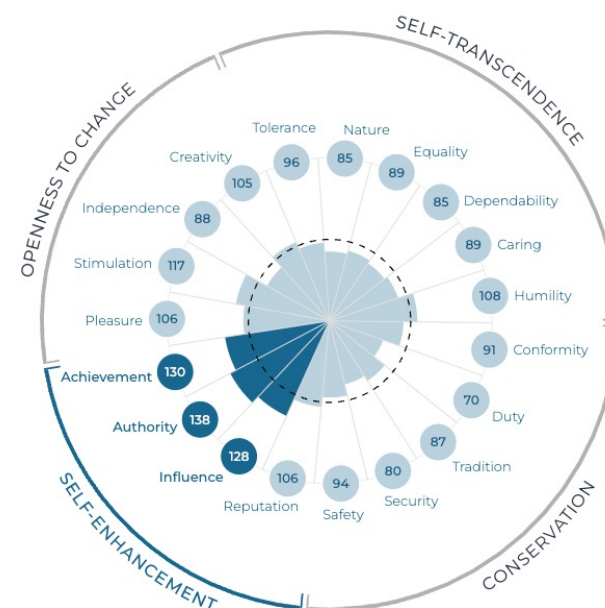 SELF-TRANSCENDENCE
OPENNESS TO CHANGE
SELF-ENHANCEMENT
CONSERVATION
Tolerance
96
Nature
85
Equality
89
Dependability
85
Caring
89
Humility
108
Conformity
91
Duty
70
Tradition
87
Security
80
Safety
94
Reputation
106
Influence
128
Authority
138
Achievement
130
Pleasure
106
Stimulation
117
Independence
88
Creativity
105